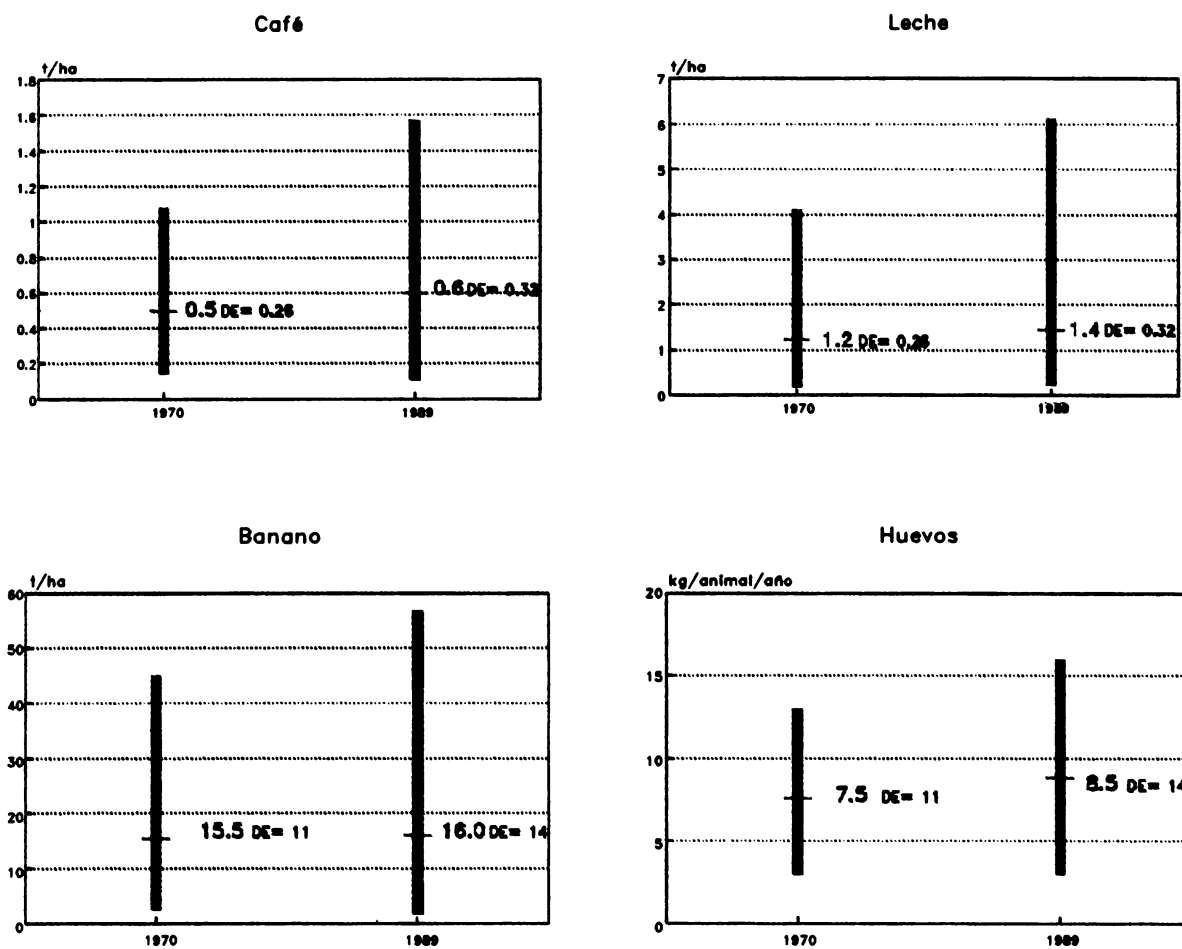 Café
t/ha
1.8
1.6
1.4
1.2
1
0.8
0.6
0.4
0.2
0
0.5 DE= 0.26
0.6 DE= 0.32
1970
1989
Leche
t/ha
7
6
5
4
3
2
1
0
1.2 DE= 0.26
1.4 DE= 0.32
1970
1989
Banano
t/ha
60
50
40
30
20
10
0
15.5 DE= 11
16.0 DE= 14
1970
1989
Huevos
kg/animal/año
20
15
10
5
0
7.5 DE= 11
8.5 DE= 14
1970
1989